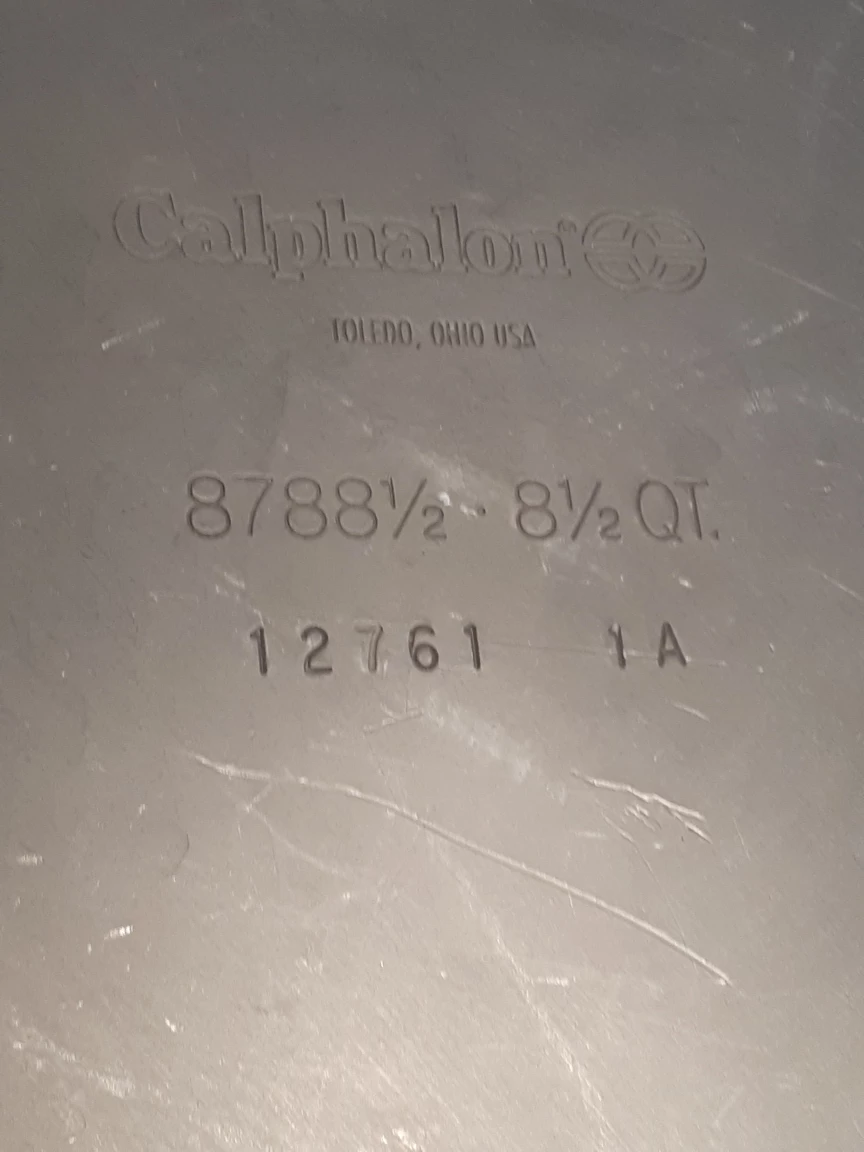 Calphalon®
TOLEDO, OHIO USA
8788½ · 8½ QT.
12761 1A